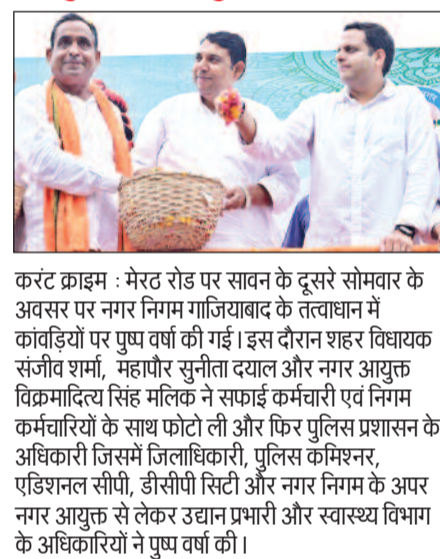 करंट क्राइम : मेरठ रोड पर सावन के दूसरे सोमवार के
अवसर पर नगर निगम गाजियाबाद के तत्वाधान में
कांवड़ियों पर पुष्प वर्षा की गई। इस दौरान शहर विधायक
संजीव शर्मा, महापौर सुनीता दयाल और नगर आयुक्त
विक्रमादित्य सिंह मलिक ने सफाई कर्मचारी एवं निगम
कर्मचारियों के साथ फोटो ली और फिर पुलिस प्रशासन के
अधिकारी जिसमें जिलाधिकारी, पुलिस कमिश्नर,
एडिशनल सीपी, डीसीपी सिटी और नगर निगम के अपर
नगर आयुक्त से लेकर उद्यान प्रभारी और स्वास्थ्य विभाग
के अधिकारियों ने पुष्प वर्षा की।